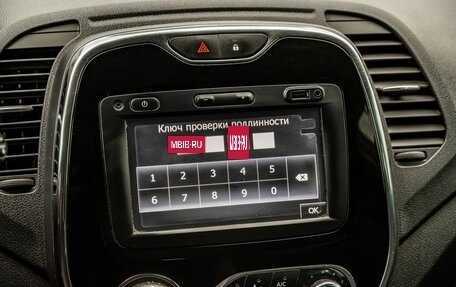 Ключ проверки подлинности
MBIB.RU
1 2 3 4 5
6 7 8 9 0
OK
A/C